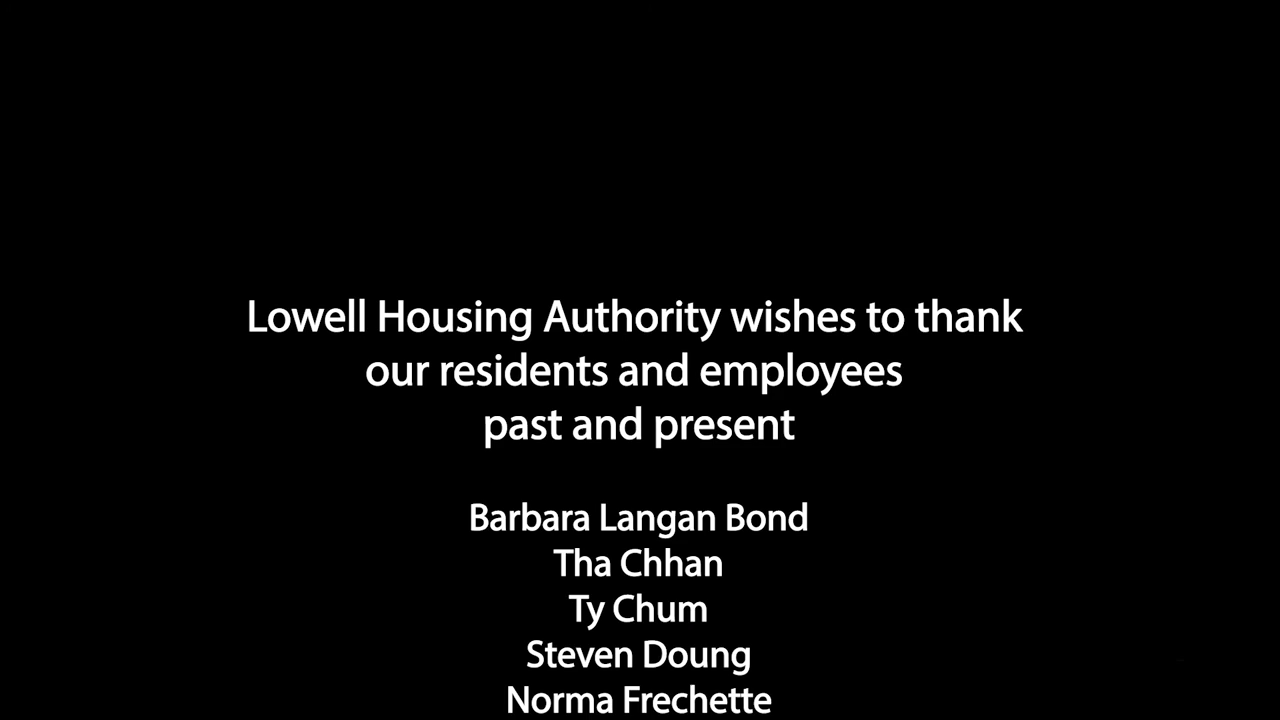 Lowell Housing Authority wishes to thank
our residents and employees
past and present
Barbara Langan Bond
Tha Chhan
Ty Chum
Steven Doung
Norma Frechette